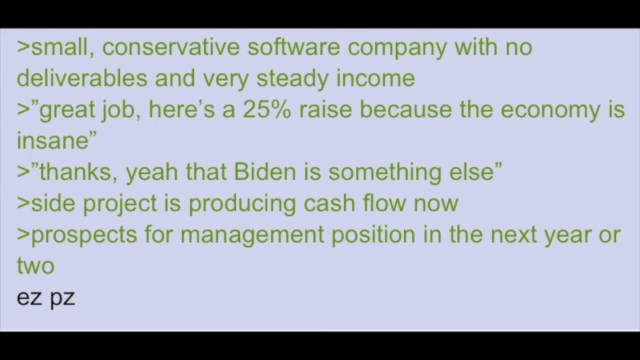 >small, conservative software company with no
deliverables and very steady income
>”great job, here’s a 25% raise because the economy is
insane”
>”thanks, yeah that Biden is something else”
>side project is producing cash flow now
>prospects for management position in the next year or
two
ez pz